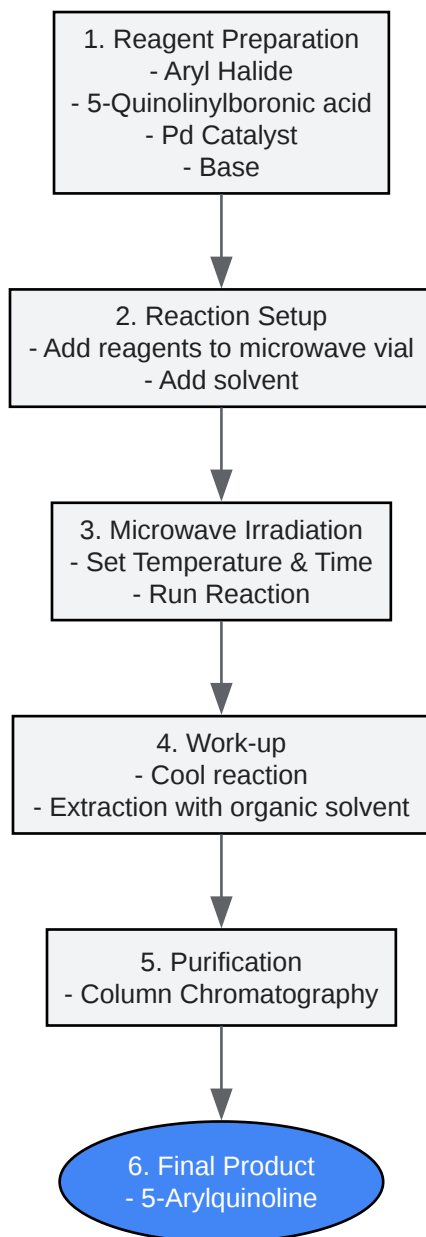 1. Reagent Preparation
- Aryl Halide
- 5-Quinolinylboronic acid
- Pd Catalyst
- Base
2. Reaction Setup
- Add reagents to microwave vial
- Add solvent
3. Microwave Irradiation
- Set Temperature & Time
- Run Reaction
4. Work-up
- Cool reaction
- Extraction with organic solvent
5. Purification
- Column Chromatography
6. Final Product
- 5-Arylquinoline